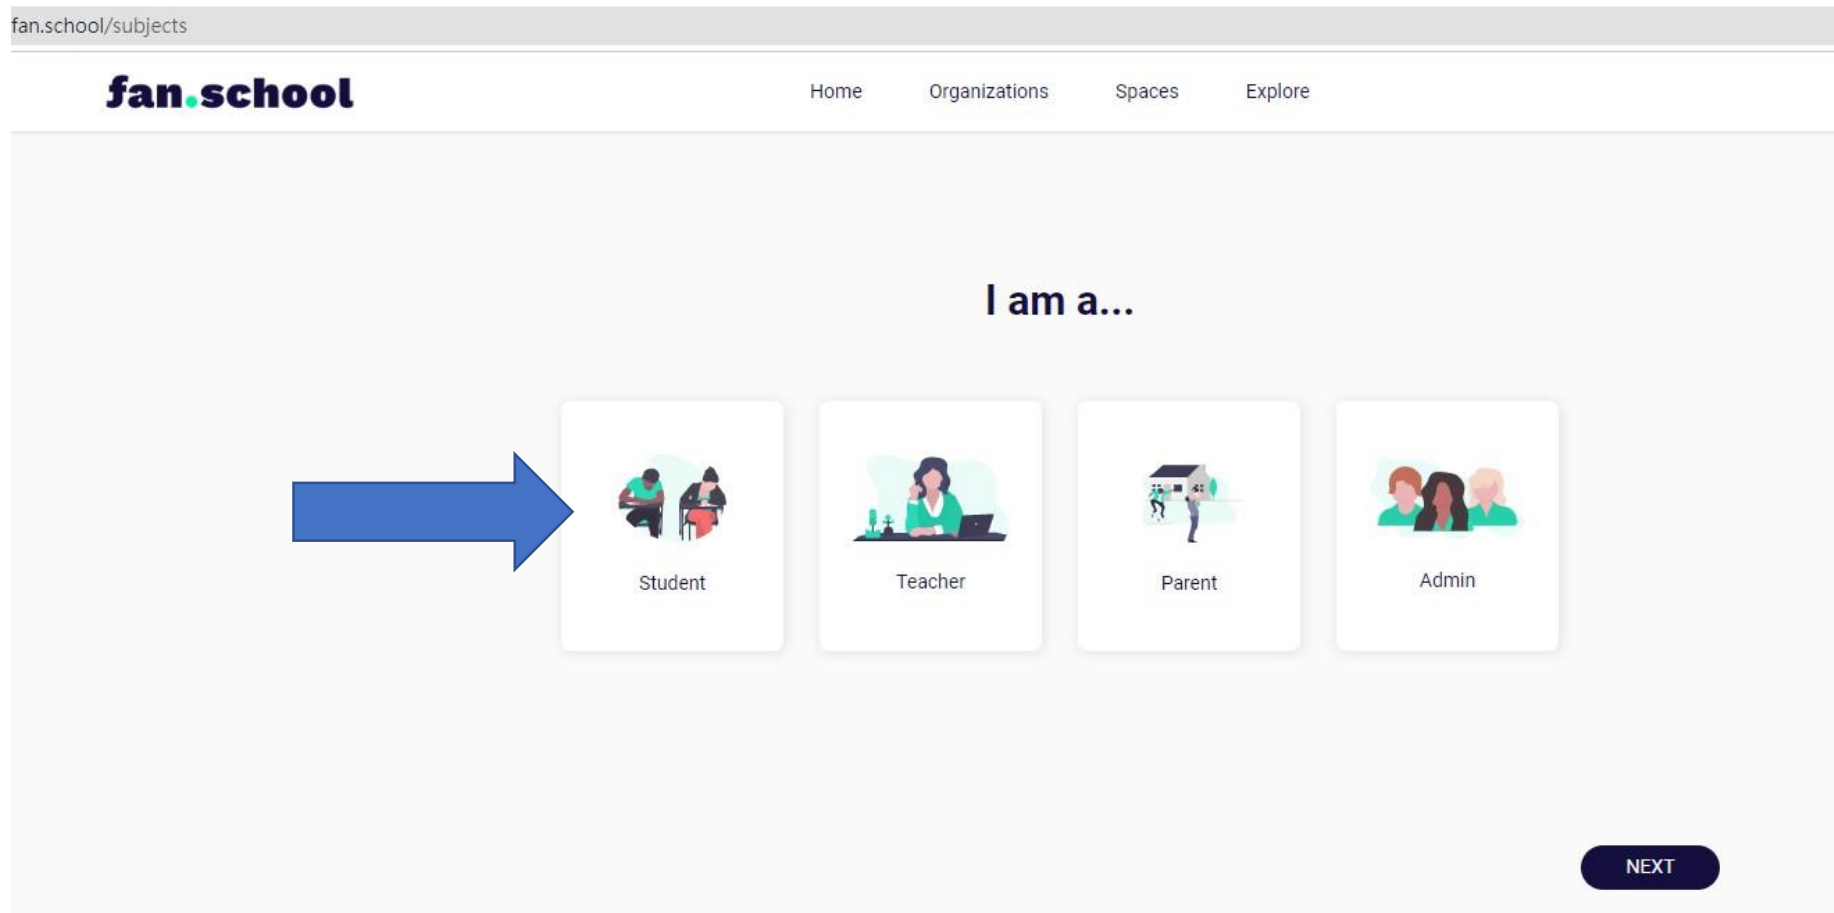 fan.school/subjects
fan.school
Home Organizations Spaces Explore
I am a...
Student Teacher Parent Admin
NEXT